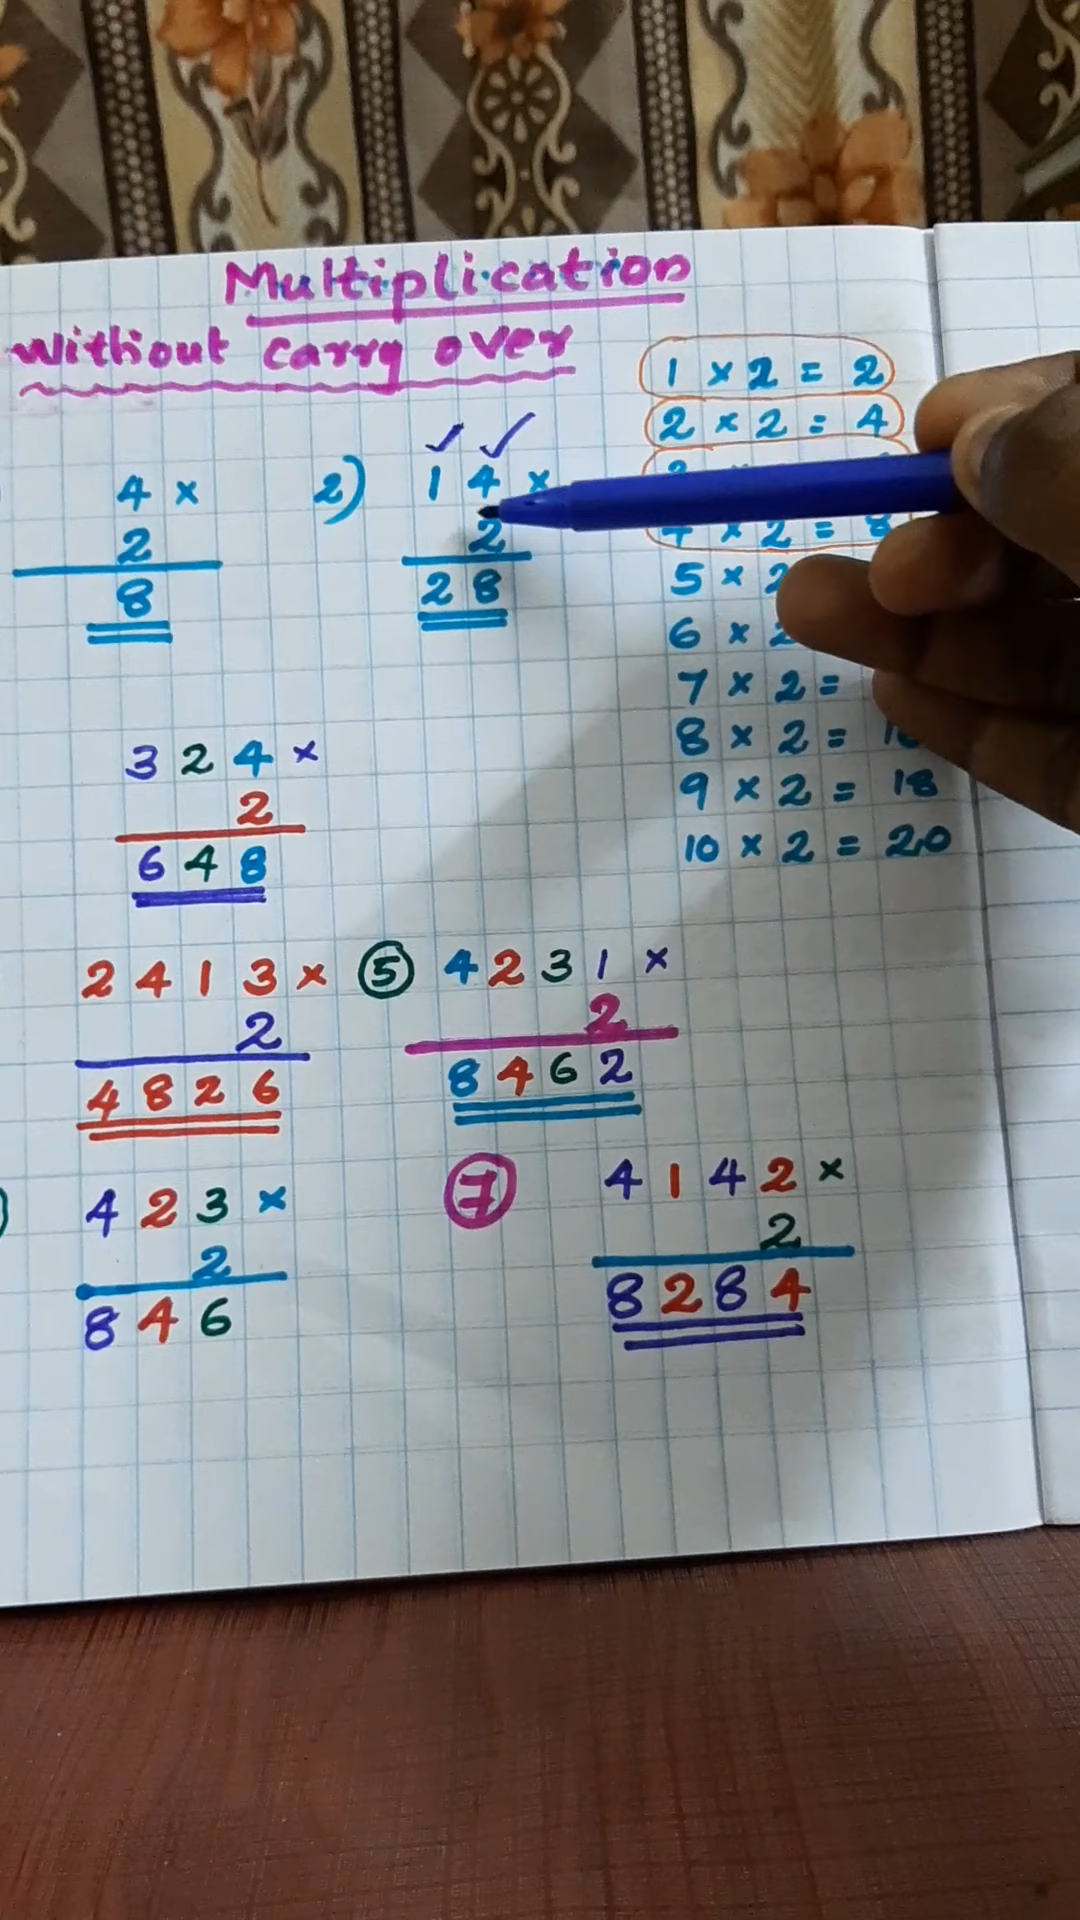 Multiplication
Without carry over
4 ×
2
8
2) 1 4 ×
2
2 8
1 × 2 = 2
2 × 2 = 4
× 2 = 8
5 × 2
6 × 2
7 × 2 =
8 × 2 = 16
9 × 2 = 18
10 × 2 = 20
3 2 4 ×
2
6 4 8
2 4 1 3 ×
2
4 8 2 6
5 4 2 3 1 ×
2
8 4 6 2
4 2 3 ×
2
8 4 6
7 4 1 4 2 ×
2
8 2 8 4